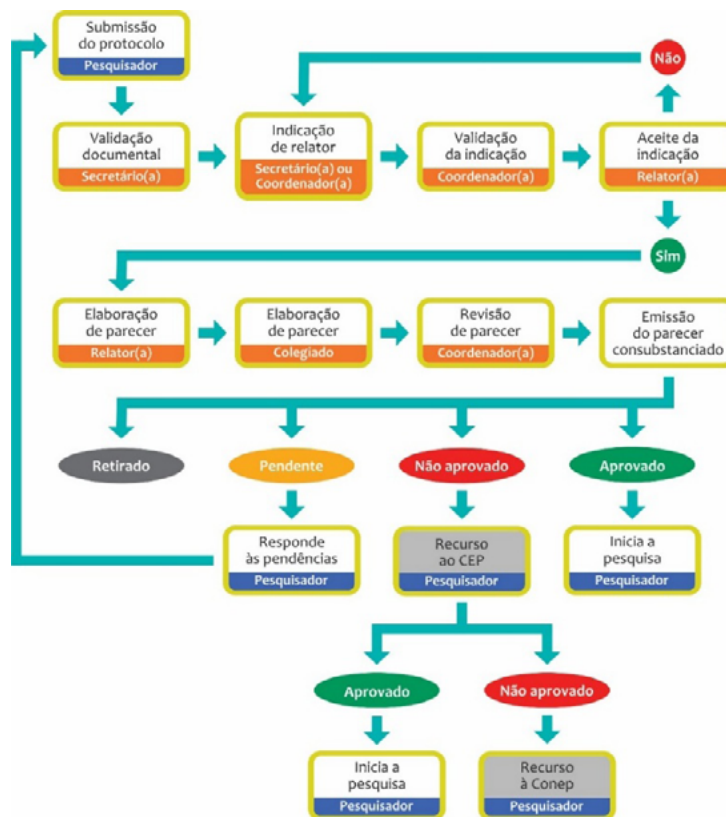 Submissão
do protocolo
Pesquisador
Não
Validação
documental
Secretário(a)
Indicação
de relator
Secretário(a) ou
Coordenador(a)
Validação
da indicação
Coordenador(a)
Aceite da
indicação
Relator(a)
Sim
Elaboração
de parecer
Relator(a)
Elaboração
de parecer
Colegiado
Revisão
de parecer
Coordenador(a)
Emissão
do parecer
consubstanciado
Retirado
Pendente
Não aprovado
Aprovado
Responde
às pendências
Pesquisador
Recurso
ao CEP
Pesquisador
Inicia a
pesquisa
Pesquisador
Aprovado
Não aprovado
Inicia a
pesquisa
Pesquisador
Recurso
à Conep
Pesquisador